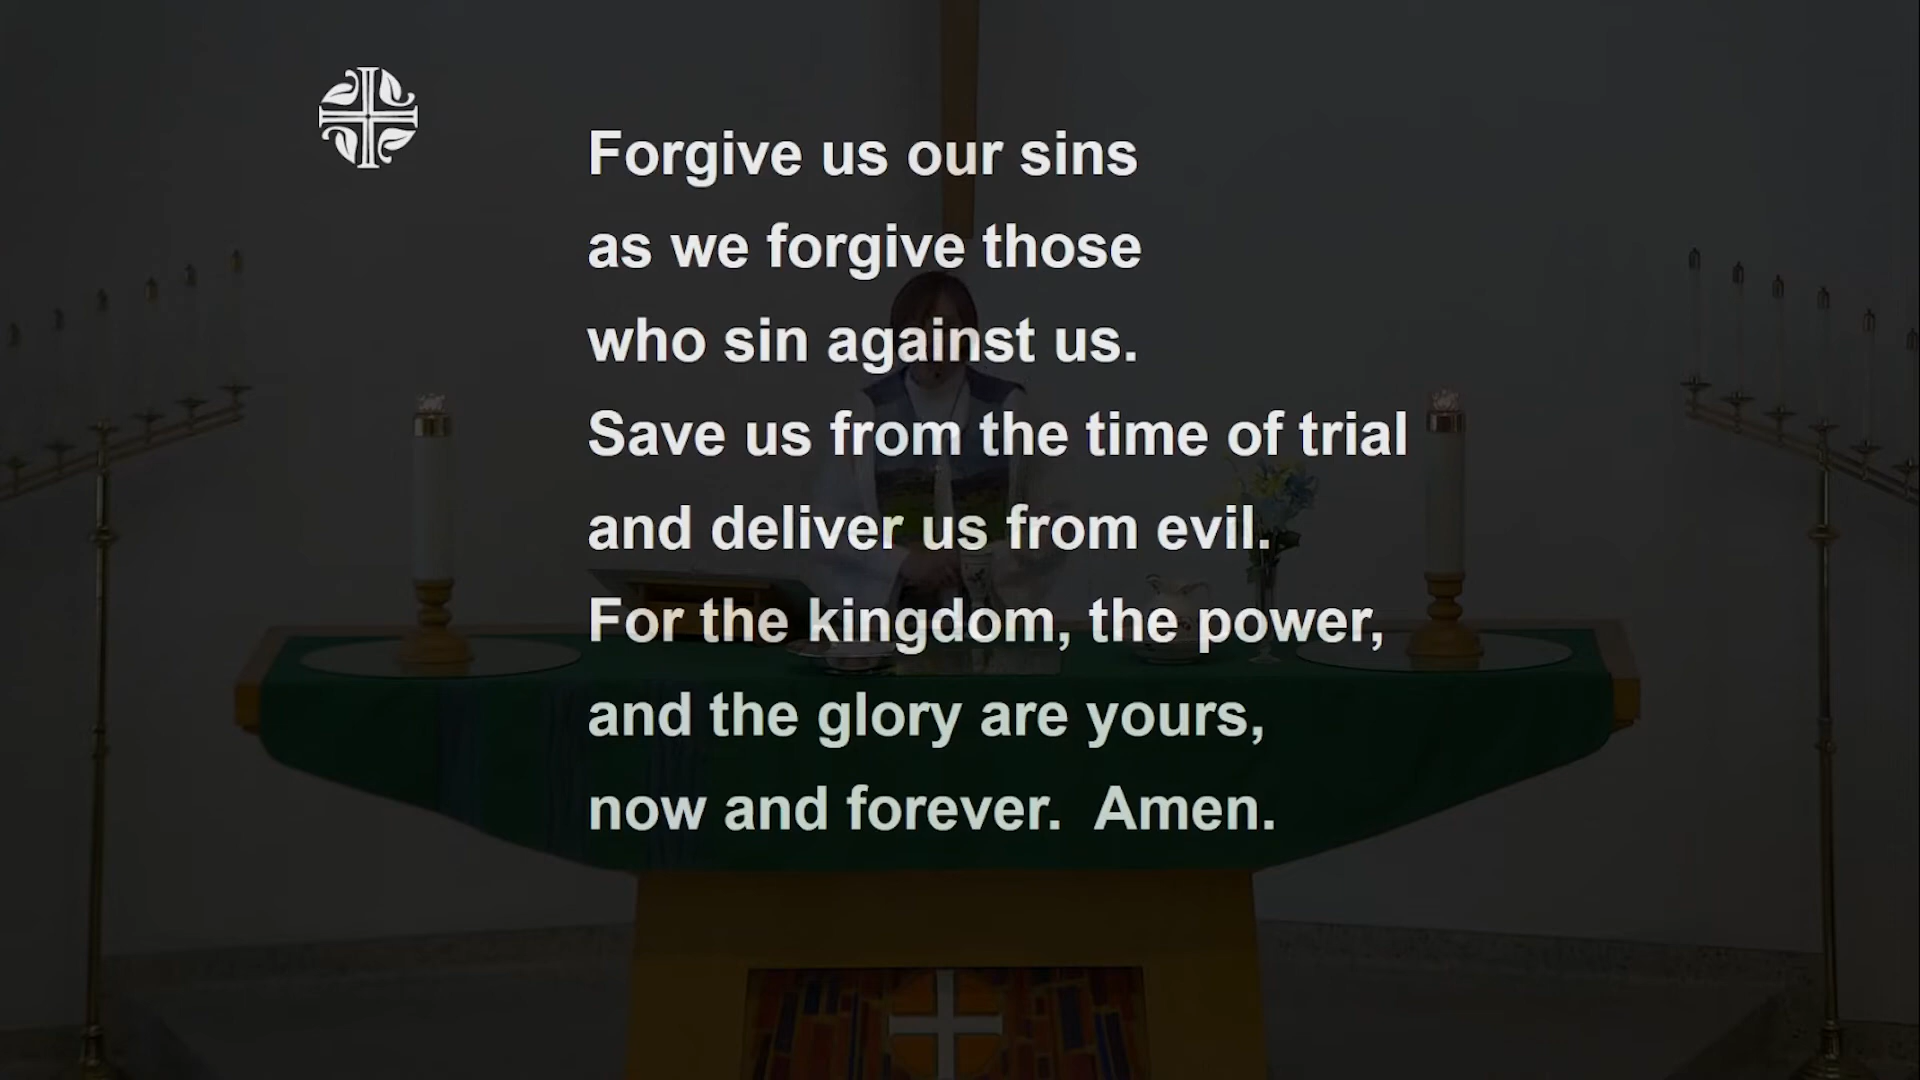 Forgive us our sins
as we forgive those
who sin against us.
Save us from the time of trial
and deliver us from evil.
For the kingdom, the power,
and the glory are yours,
now and forever.  Amen.